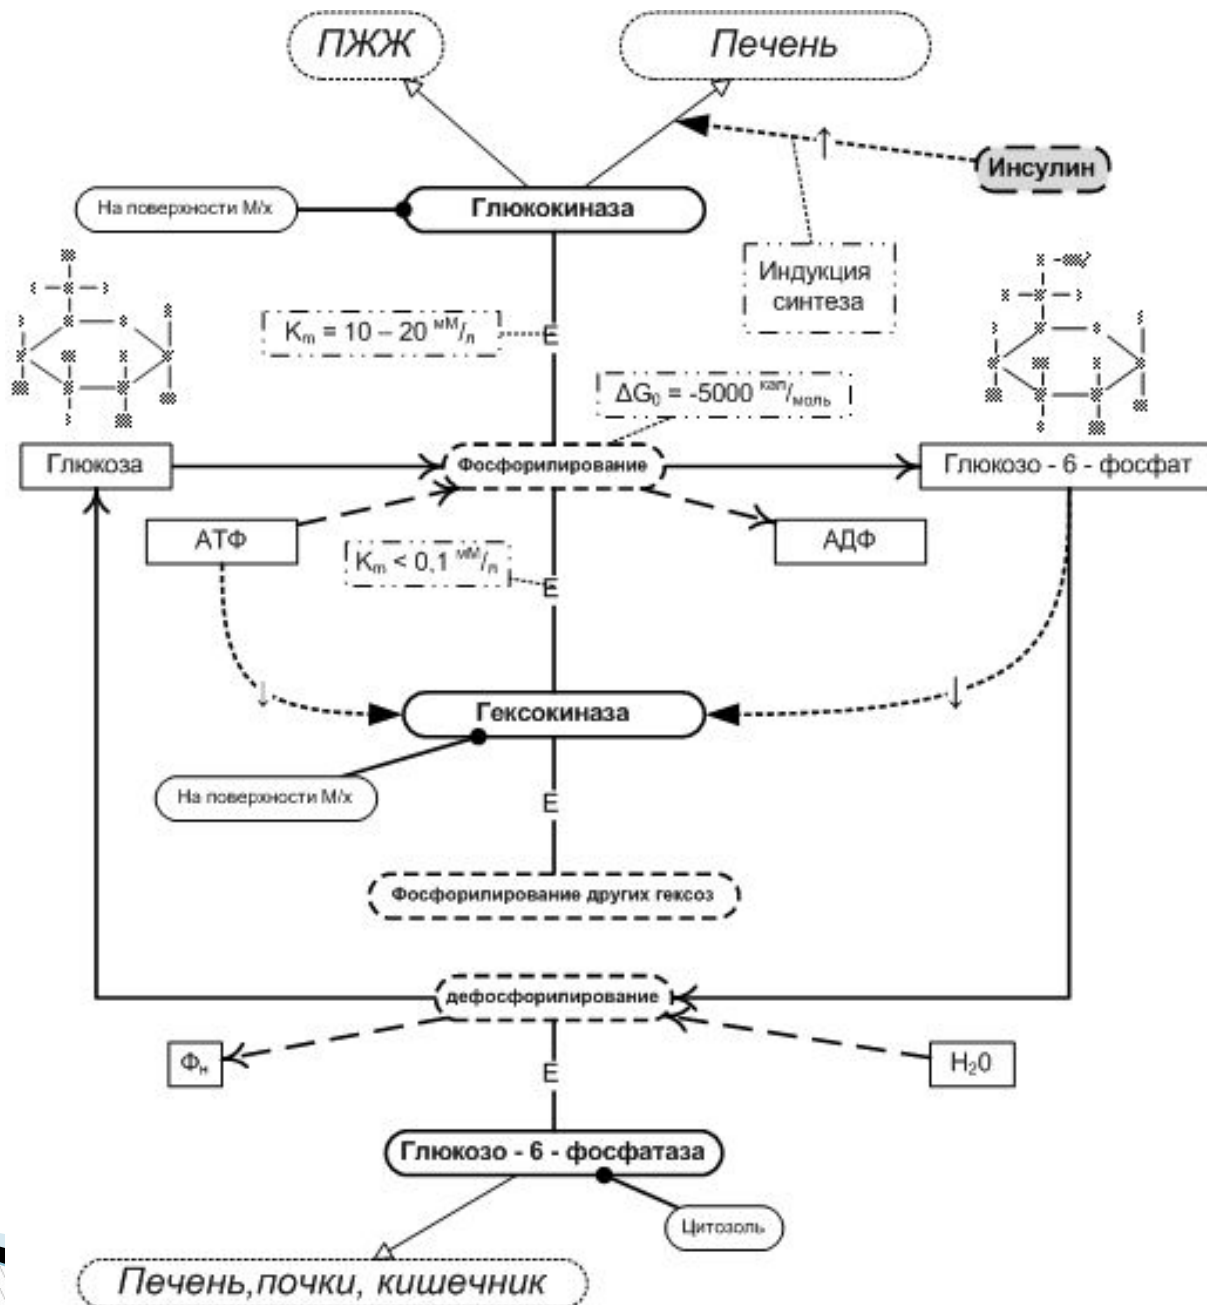 ПЖЖ
Печень
Инсулин
На поверхности М/х
Глюкокиназа
Индукция
синтеза
Kₘ = 10 – 20 ᵐᴹ/ₗ
ΔG₀ = -5000 кал/моль
Глюкоза
Фосфорилирование
Глюкозо - 6 - фосфат
АТФ
АДФ
Kₘ < 0,1 мМ/л
E
E
↑
↓
↓
Гексокиназа
На поверхности М/х
E
Фосфорилирование других гексоз
дефосфорилирование
Фн
H₂0
E
Глюкозо - 6 - фосфатаза
Цитозоль
Печень,почки, кишечник